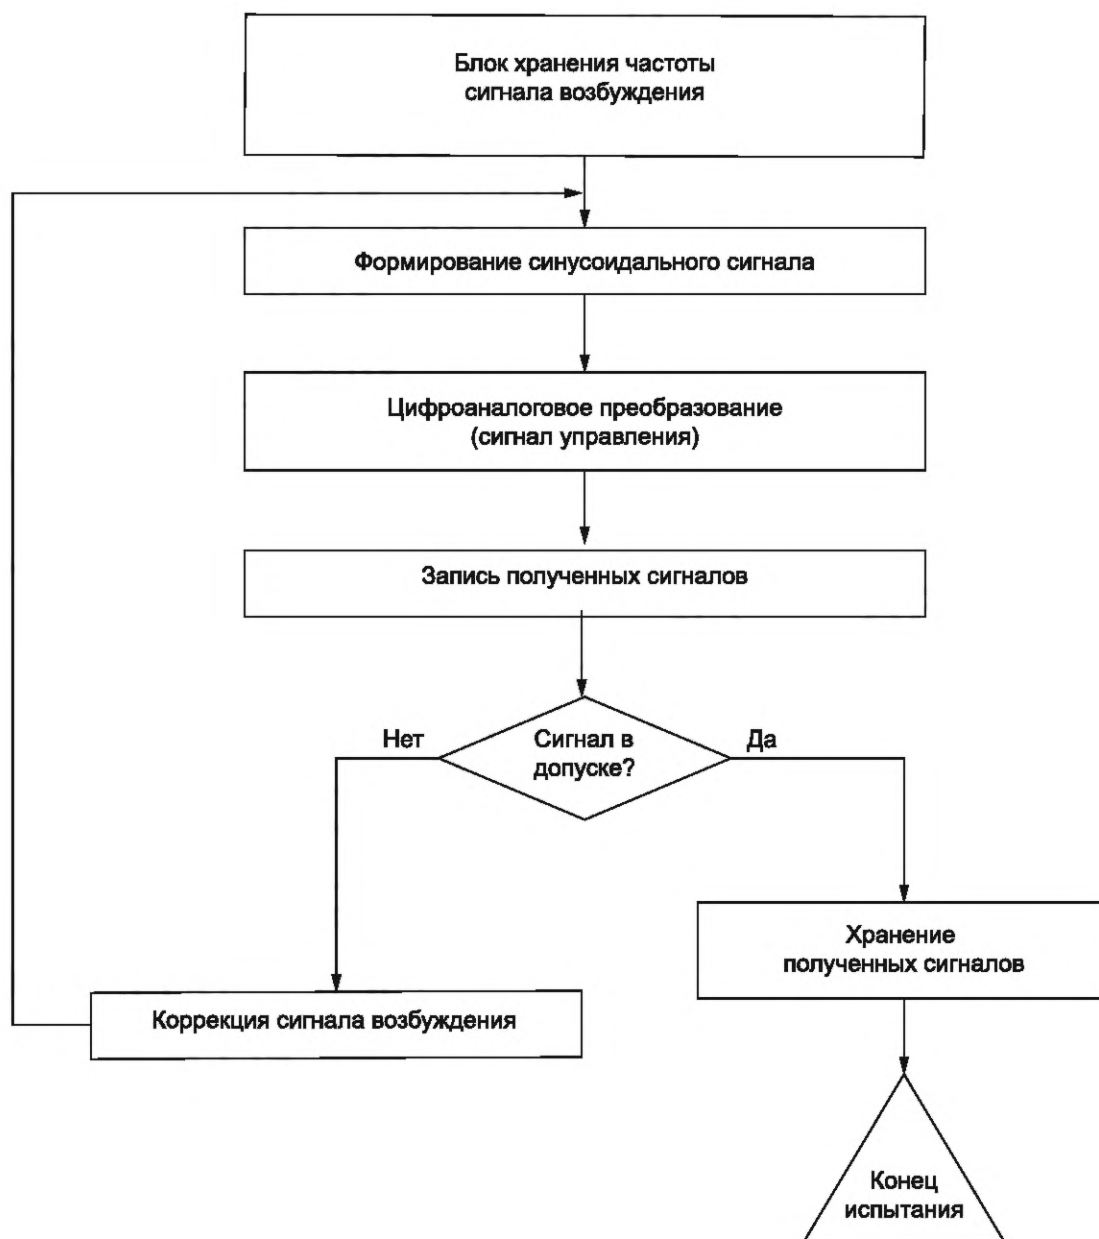 Блок хранения частоты
сигнала возбуждения
Формирование синусоидального сигнала
Цифроаналоговое преобразование
(сигнал управления)
Запись полученных сигналов
Нет
Сигнал в
допуске?
Да
Хранение
полученных сигналов
Коррекция сигнала возбуждения
Конец
испытания